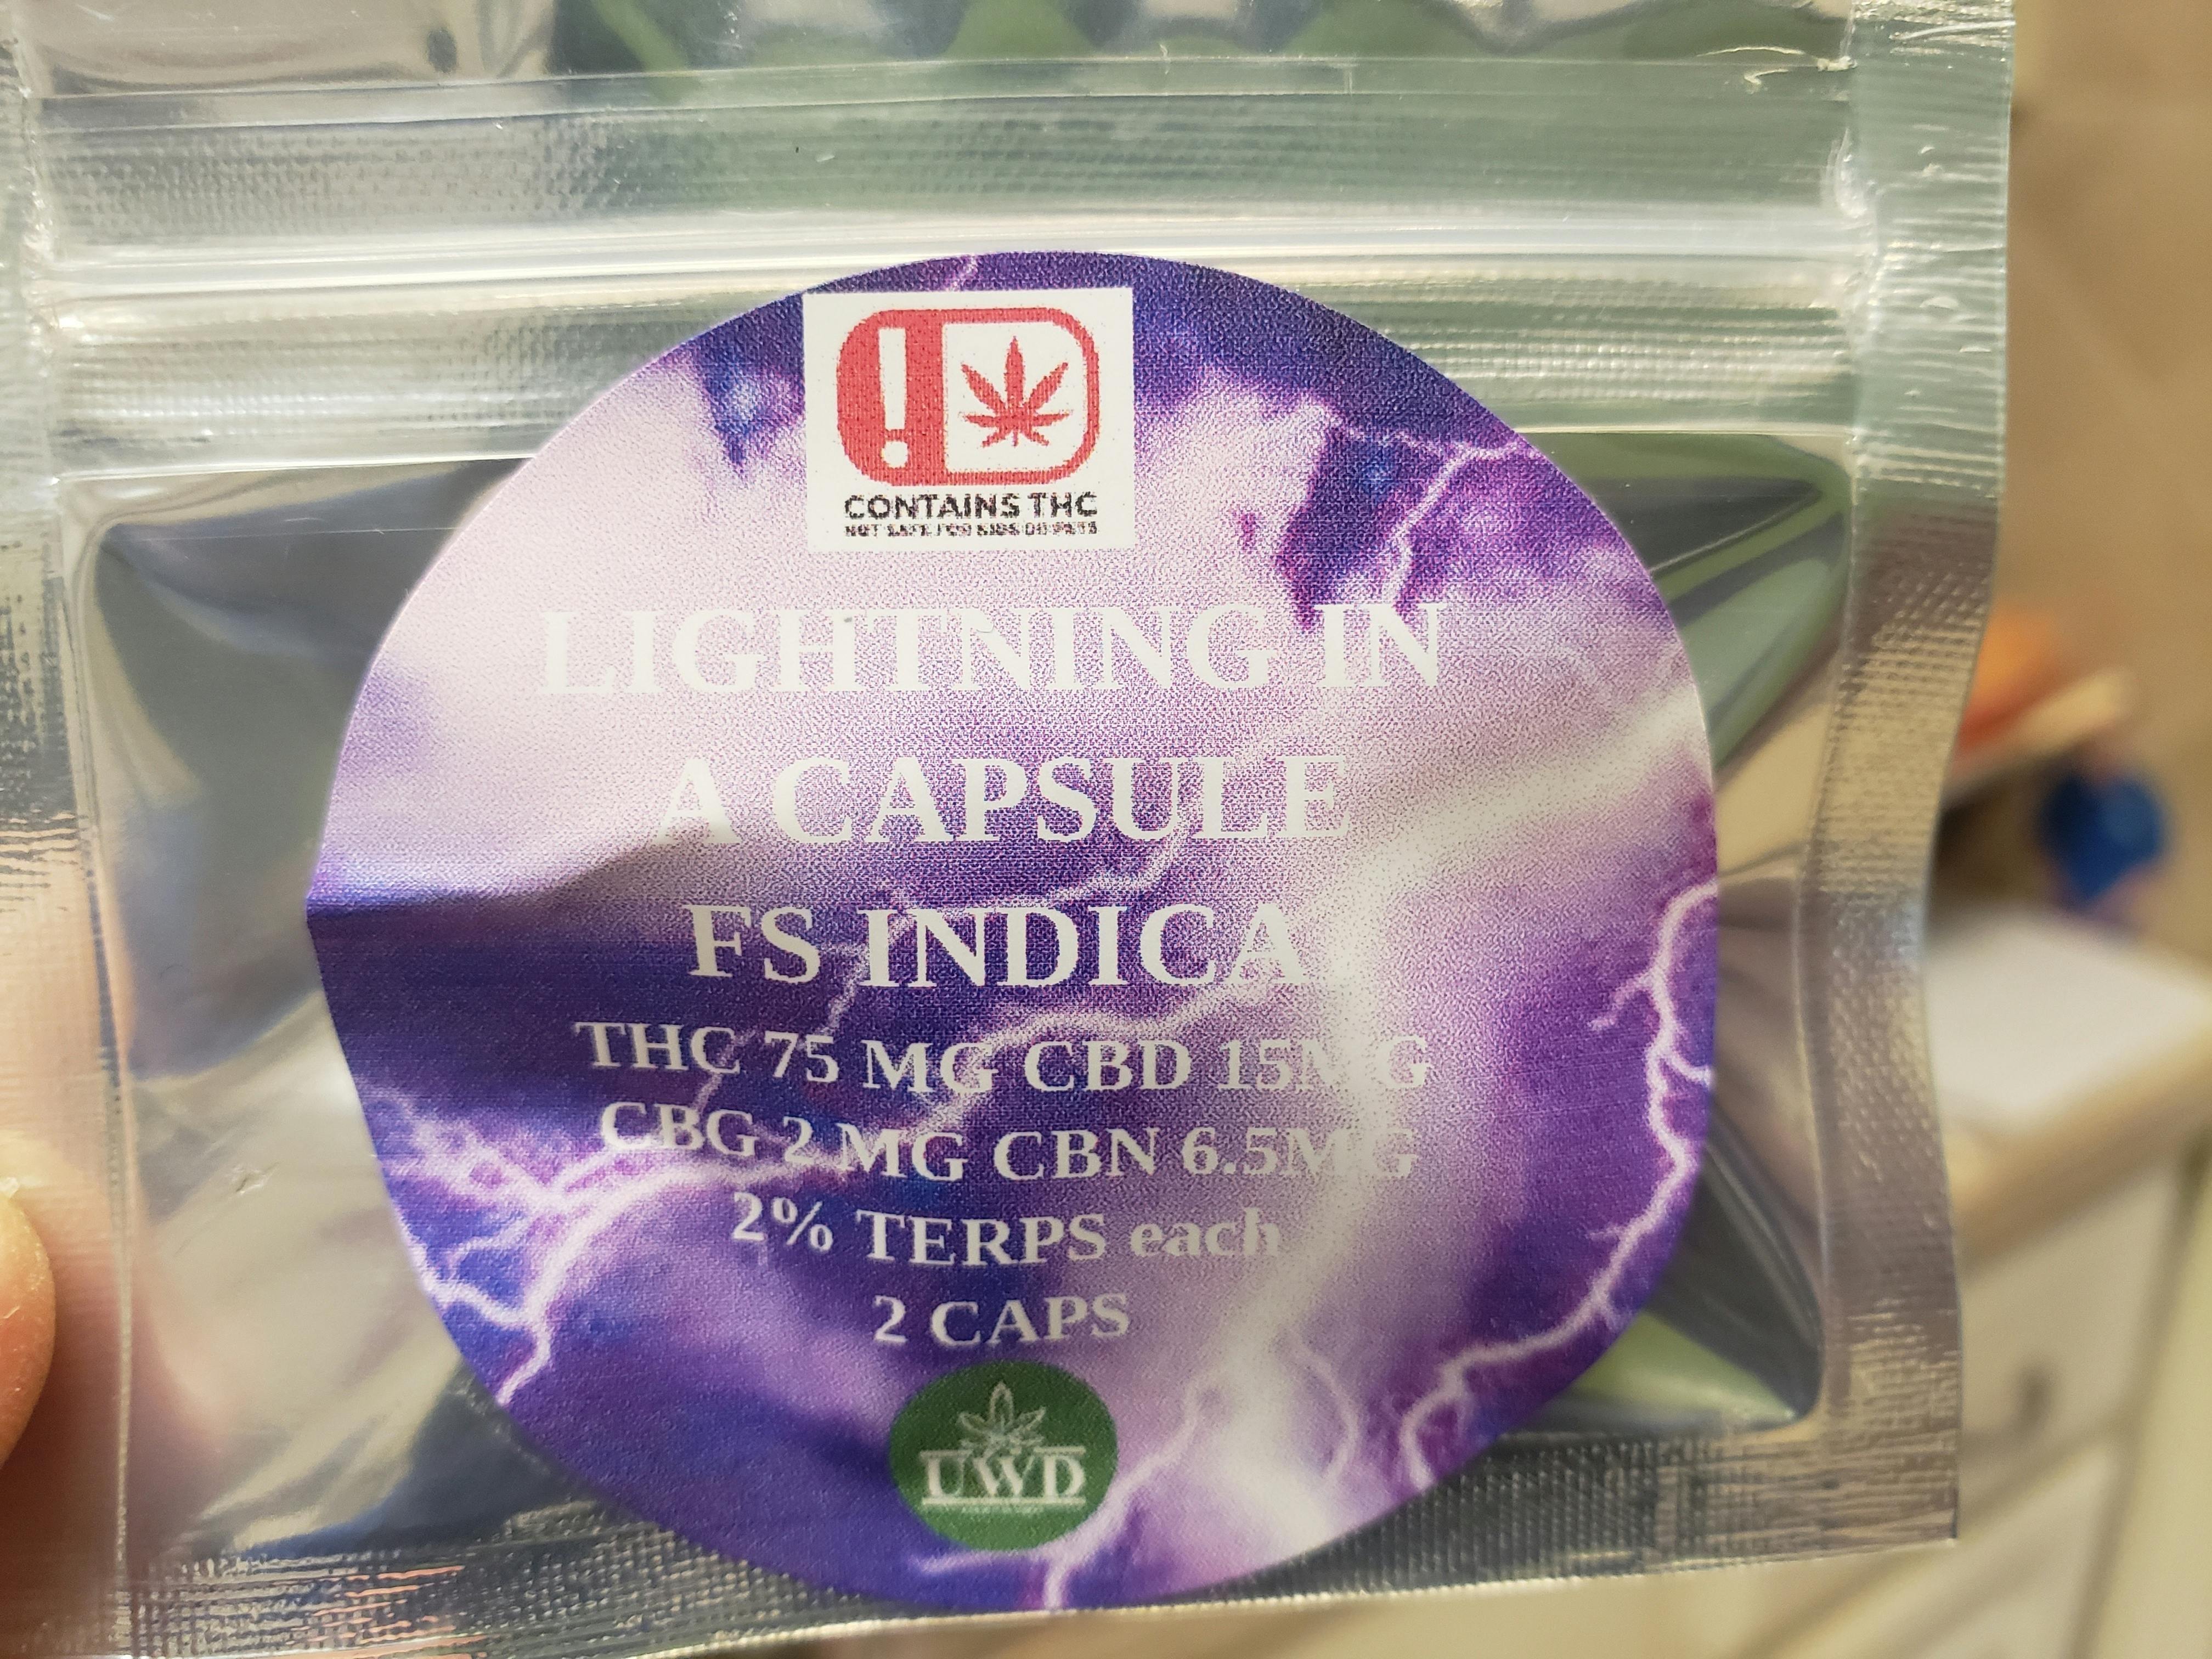 !
CONTAINS THC
NOT SAFE FOR KIDS OR PETS
LIGHTNING IN
A CAPSULE
FS INDICA
THC 75 MG CBD 15MG
CBG 2 MG CBN 6.5MG
2% TERPS each
2 CAPS
UWD